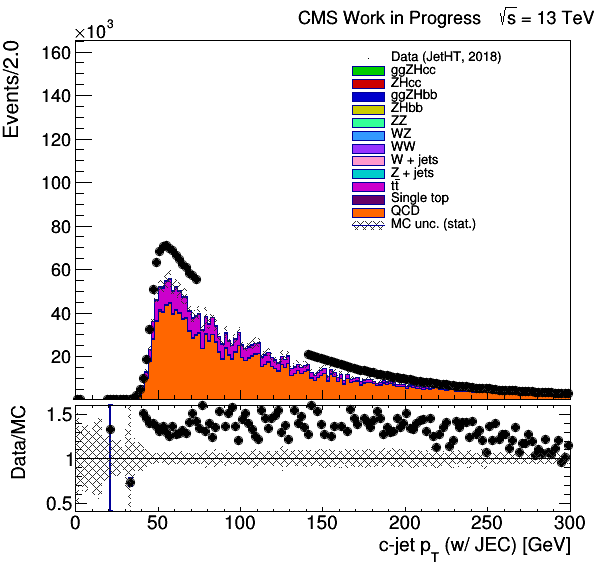 CMS Work in Progress √s = 13 TeV
×10³
Events/2.0
160
140
120
100
80
60
40
20
Data (JetHT, 2018)
ggZHcc
ZHcc
ggZHbb
ZHbb
ZZ
WZ
WW
W + jets
Z + jets
tt̄
Single top
QCD
MC unc. (stat.)
Data/MC
1.5
1
0.5
0 50 100 150 200 250 300
c-jet p_T (w/ JEC) [GeV]